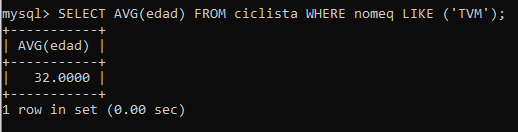 mysql> SELECT AVG(edad) FROM ciclista WHERE nomeq LIKE ('TVM');
+-----------+
| AVG(edad) |
+-----------+
|   32.0000 |
+-----------+
1 row in set (0.00 sec)